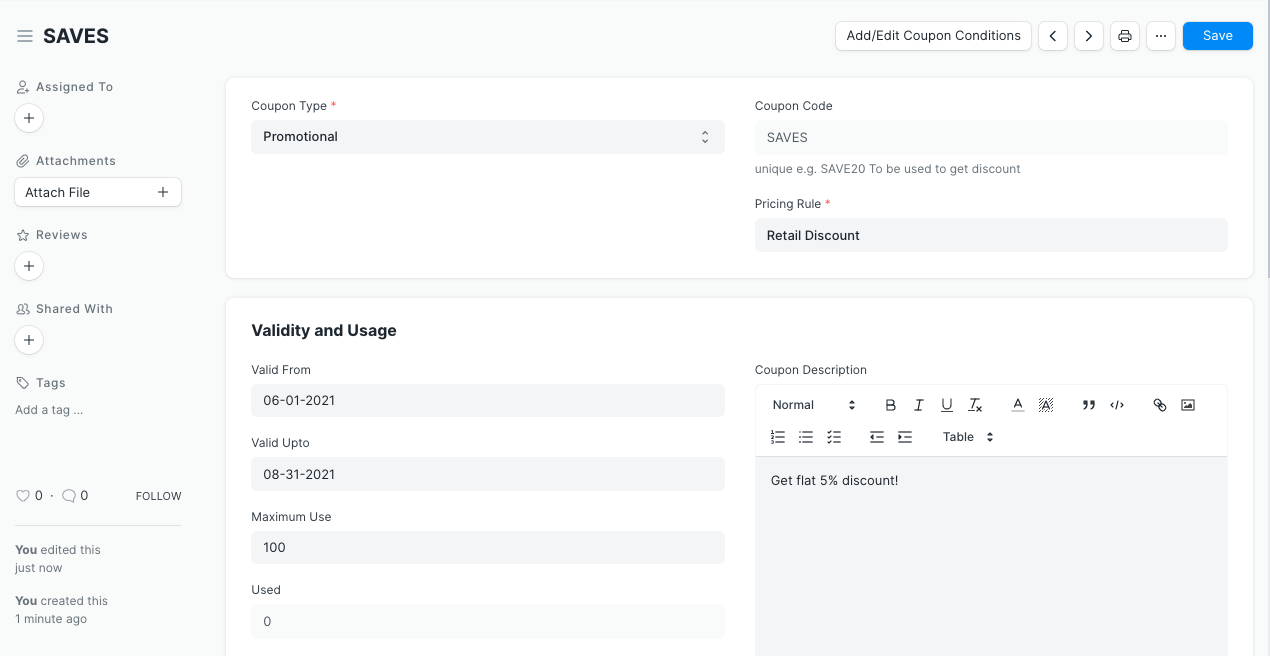 SAVES
Add/Edit Coupon Conditions
Save
Assigned To
Attachments
Attach File
Reviews
Shared With
Tags
Add a tag ...
0 · 0 FOLLOW
You edited this
just now
You created this
1 minute ago
Coupon Type *
Promotional
Coupon Code
SAVES
unique e.g. SAVE20 To be used to get discount
Pricing Rule *
Retail Discount
Validity and Usage
Valid From
06-01-2021
Valid Upto
08-31-2021
Maximum Use
100
Used
0
Coupon Description
Normal
Table
Get flat 5% discount!